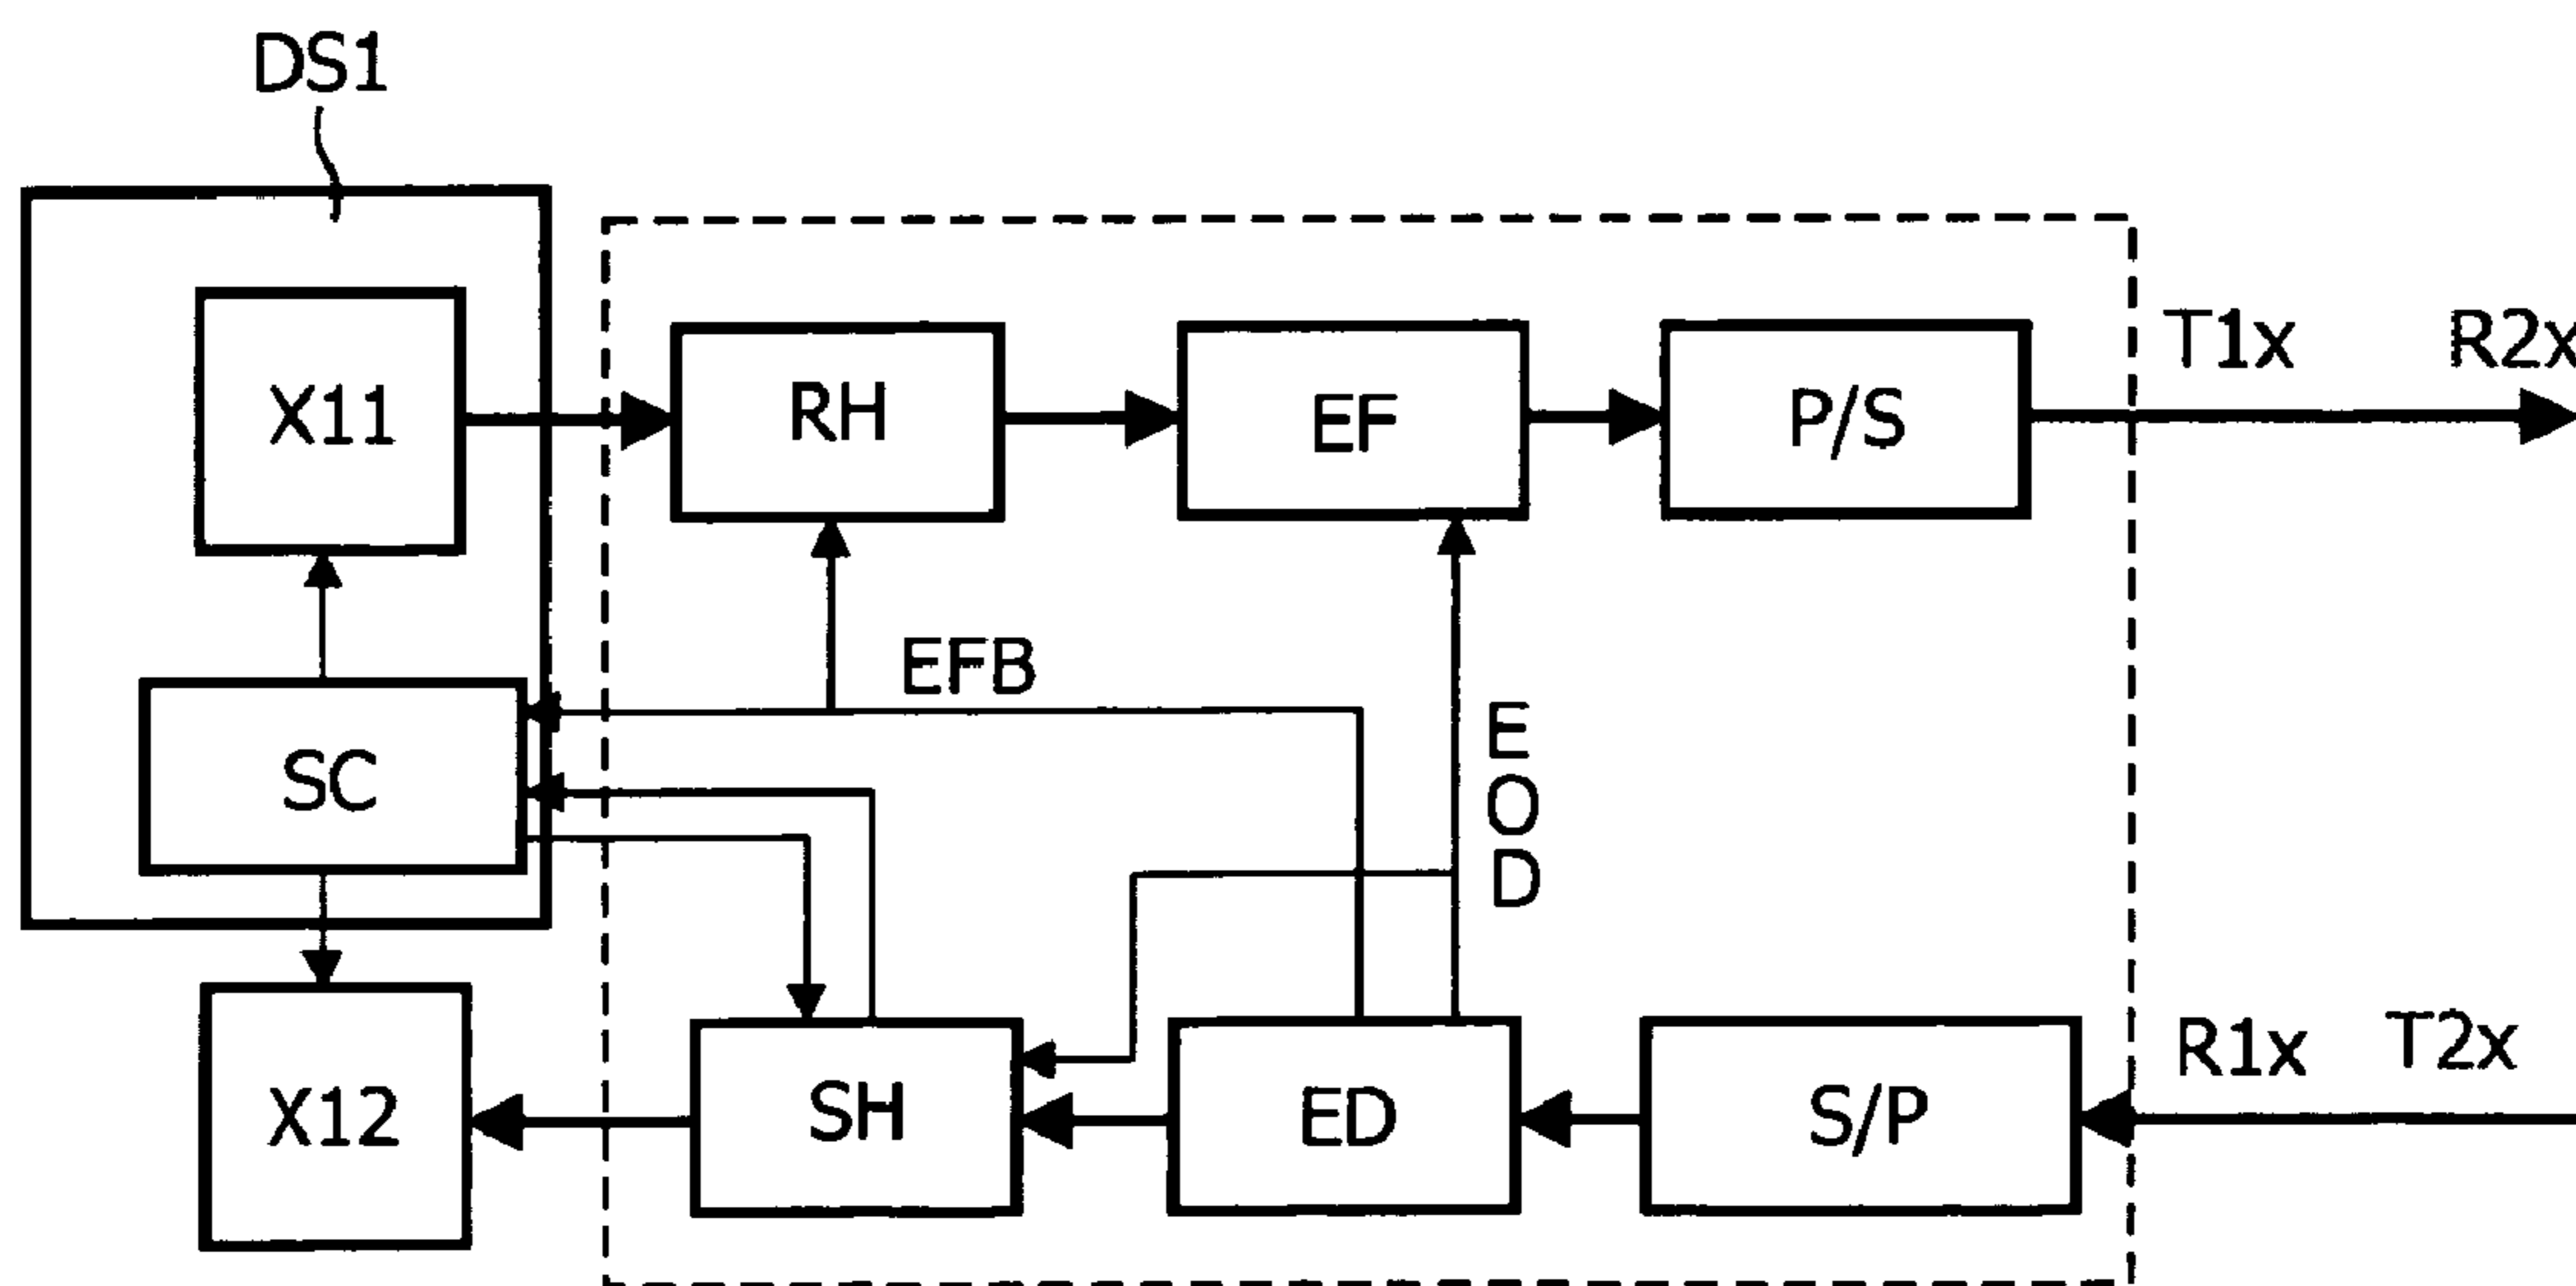 DS1
X11
RH
EF
P/S
T1x
R2x
EFB
E
O
D
SC
X12
SH
ED
S/P
R1x
T2x